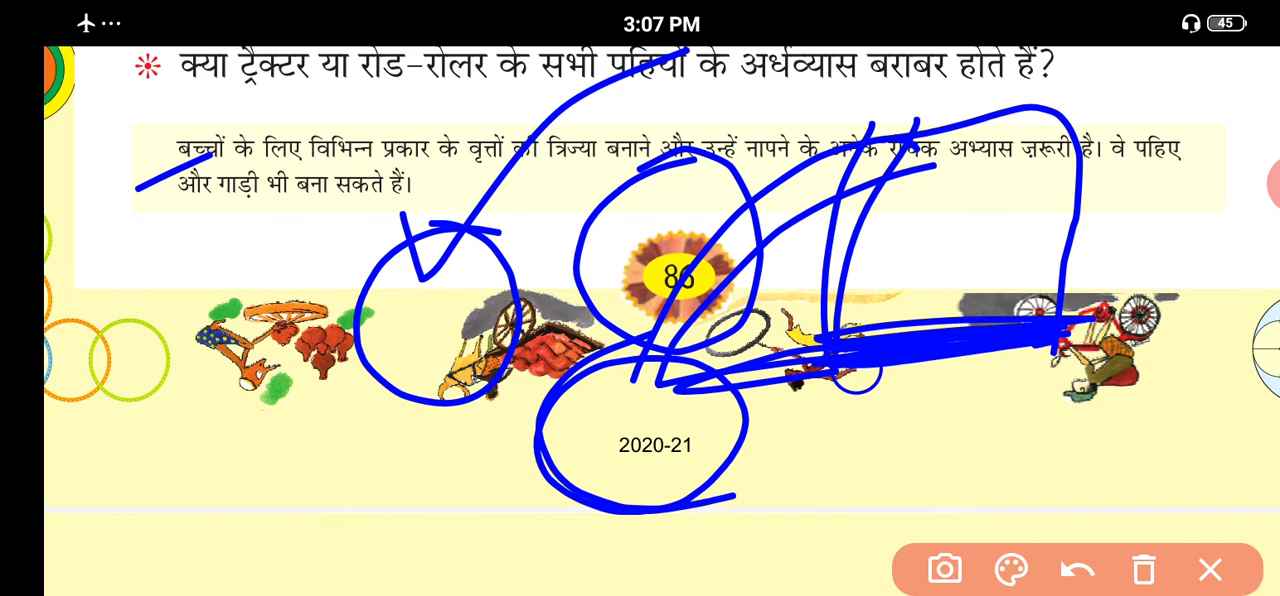 3:07 PM
45
क्या ट्रैक्टर या रोड-रोलर के सभी पहियों के अर्धव्यास बराबर होते हैं?
बच्चों के लिए विभिन्न प्रकार के वृत्तों की त्रिज्या बनाने और उन्हें नापने के अनेक रोचक अभ्यास ज़रूरी है। वे पहिए
और गाड़ी भी बना सकते हैं।
86
2020-21